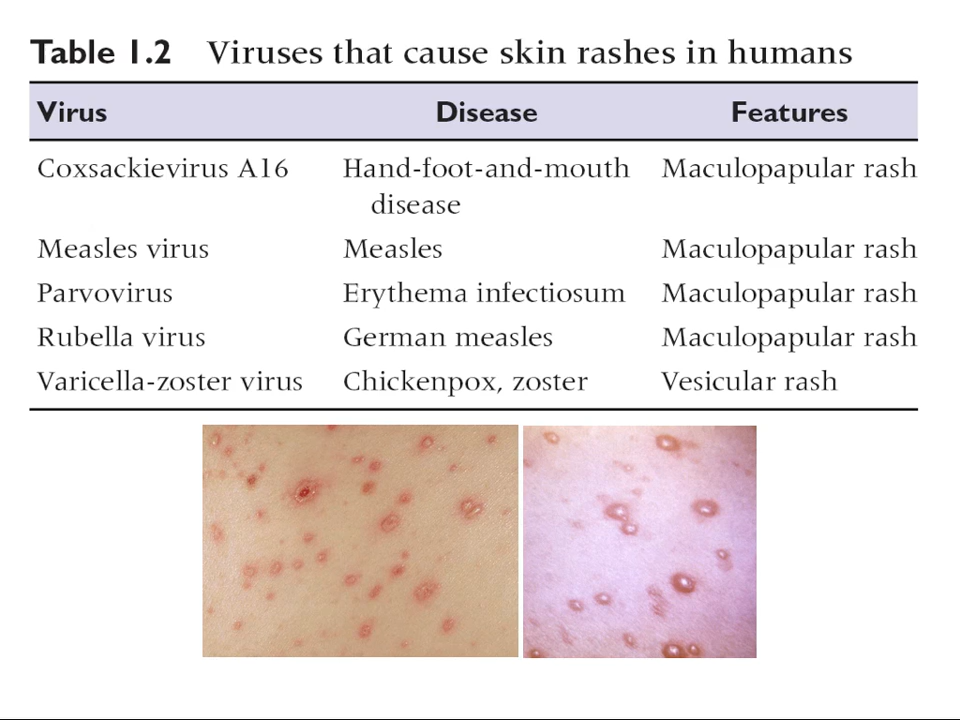 Table 1.2 Viruses that cause skin rashes in humans
Virus Disease Features
Coxsackievirus A16 Hand-foot-and-mouth Maculopapular rash
disease
Measles virus Measles Maculopapular rash
Parvovirus Erythema infectiosum Maculopapular rash
Rubella virus German measles Maculopapular rash
Varicella-zoster virus Chickenpox, zoster Vesicular rash